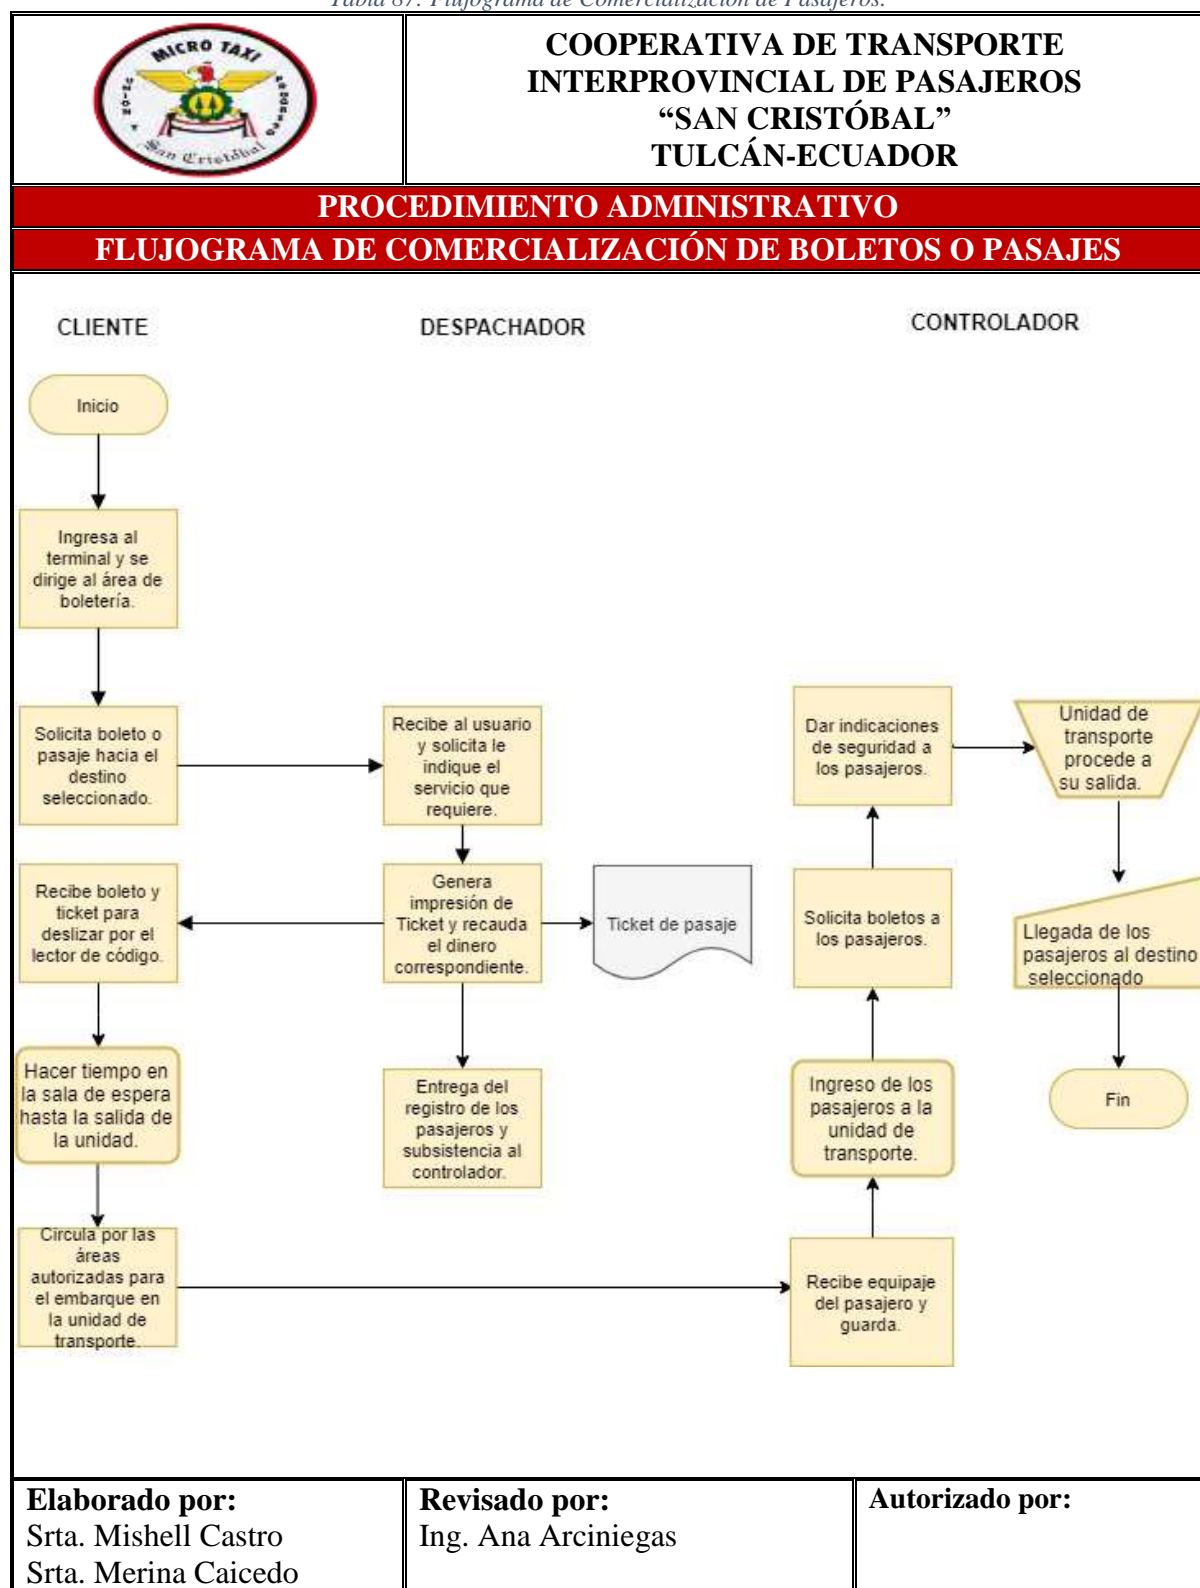 Tabla 87. Flujograma de Comercialización de Pasajeros.
MICRO TAXI
UNIÓN
San Cristóbal
COOPERATIVA DE TRANSPORTE
INTERPROVINCIAL DE PASAJEROS
“SAN CRISTÓBAL”
TULCÁN-ECUADOR
PROCEDIMIENTO ADMINISTRATIVO
FLUJOGRAMA DE COMERCIALIZACIÓN DE BOLETOS O PASAJES
CLIENTE
DESPACHADOR
CONTROLADOR
Inicio
Ingresa al
terminal y se
dirige al área de
boletería.
Solicita boleto o
pasaje hacia el
destino
seleccionado.
Recibe al usuario
y solicita le
indique el
servicio que
requiere.
Dar indicaciones
de seguridad a
los pasajeros.
Unidad de
transporte
procede a
su salida.
Recibe boleto y
ticket para
deslizar por el
lector de código.
Genera
impresión de
Ticket y recauda
el dinero
correspondiente.
Ticket de pasaje
Solicita boletos a
los pasajeros.
Llegada de los
pasajeros al destino
seleccionado
Hacer tiempo en
la sala de espera
hasta la salida de
la unidad.
Entrega del
registro de los
pasajeros y
subsistencia al
controlador.
Ingreso de los
pasajeros a la
unidad de
transporte.
Fin
Circula por las
áreas
autorizadas para
el embarque en
la unidad de
transporte.
Recibe equipaje
del pasajero y
guarda.
Elaborado por:
Srta. Mishell Castro
Srta. Merina Caicedo
Revisado por:
Ing. Ana Arciniegas
Autorizado por: